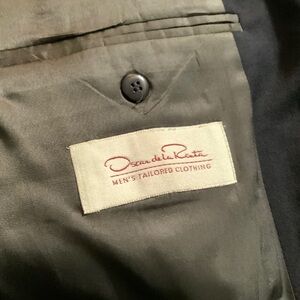 Oscar de la Renta
MEN'S TAILORED CLOTHING